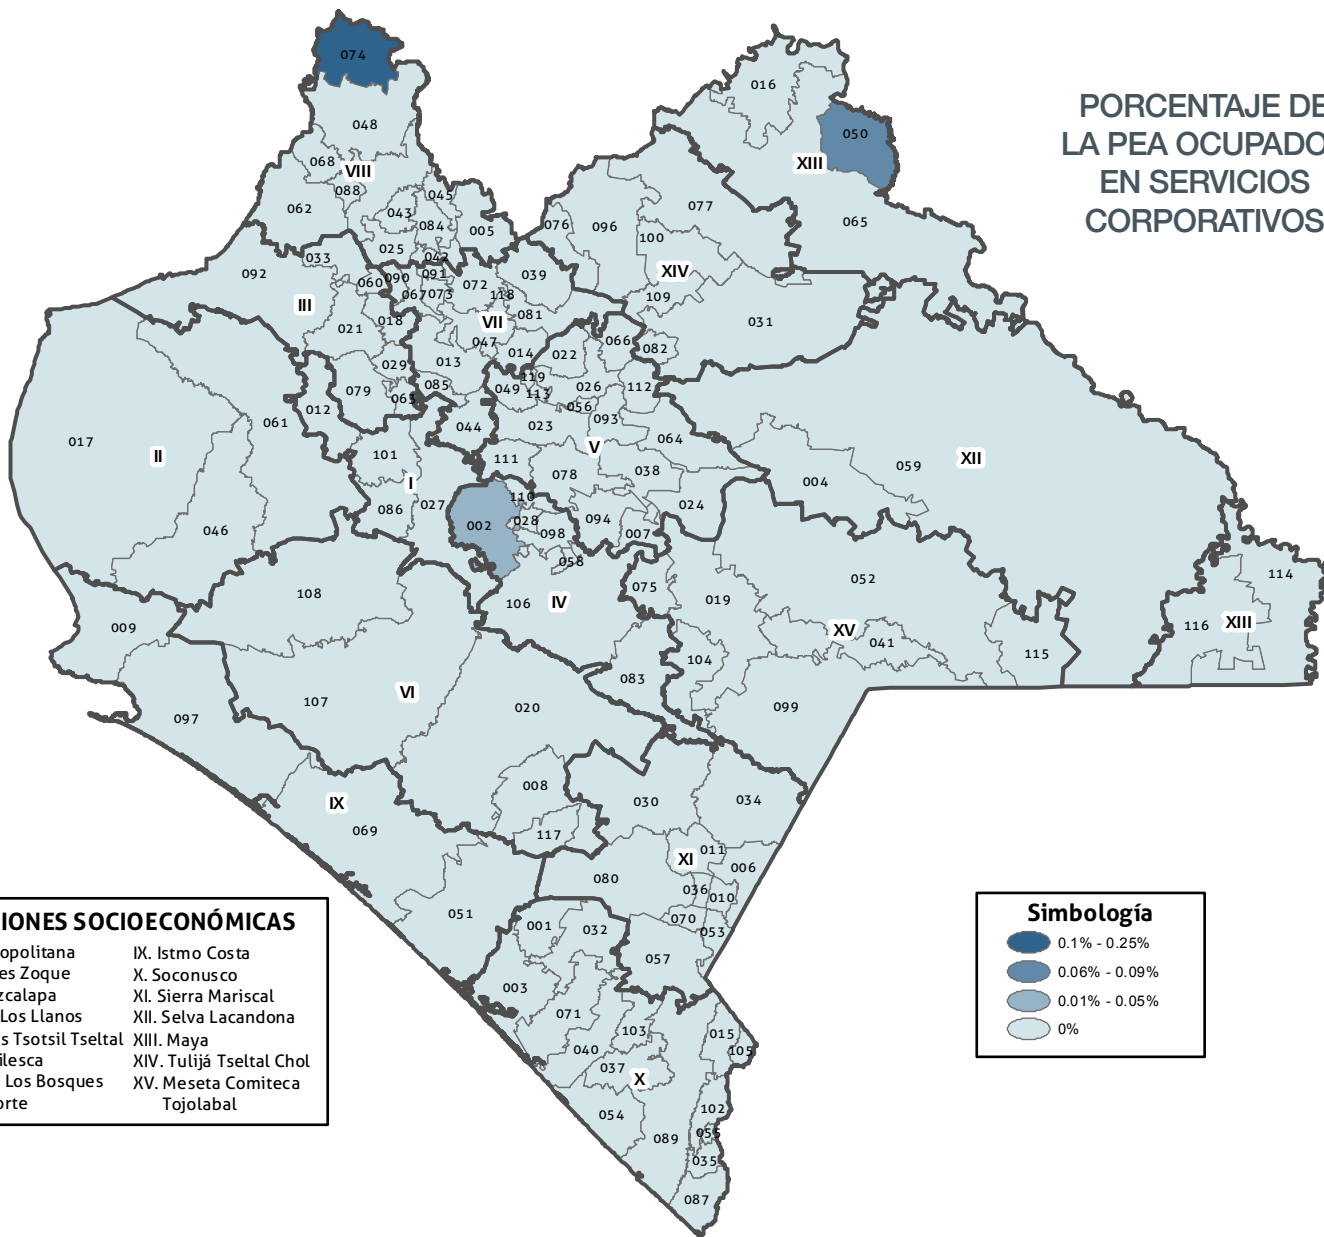 PORCENTAJE DE
LA PEA OCUPADO
EN SERVICIOS
CORPORATIVOS
074
016
048
050
068
VIII
XIII
088
045
062
043
077
084
005
076
096
065
025
100
042
033
092
090
091
039
XIV
060
072
067
073
118
109
III
018
081
021
VII
031
047
066
082
014
022
013
029
119
079
085
049
113
026
112
063
056
012
061
044
023
093
064
017
V
II
101
111
XII
059
I
078
038
004
110
086
027
024
002
028
094
046
098
007
058
114
052
075
108
106
IV
019
116
XIII
009
XV
041
104
115
083
VI
107
020
099
097
008
030
034
IX
069
117
011
XI
006
080
036
010
051
070
001
032
053
057
003
071
103
015
040
105
037
X
054
102
089
055
035
087
IONES SOCIOECONÓMICAS
opolitana
es Zoque
zcalapa
Los Llanos
s Tsotsil Tseltal
ilesca
Los Bosques
orte
IX. Istmo Costa
X. Soconusco
XI. Sierra Mariscal
XII. Selva Lacandona
XIII. Maya
XIV. Tulijá Tseltal Chol
XV. Meseta Comiteca
Tojolabal
Simbología
0.1% - 0.25%
0.06% - 0.09%
0.01% - 0.05%
0%